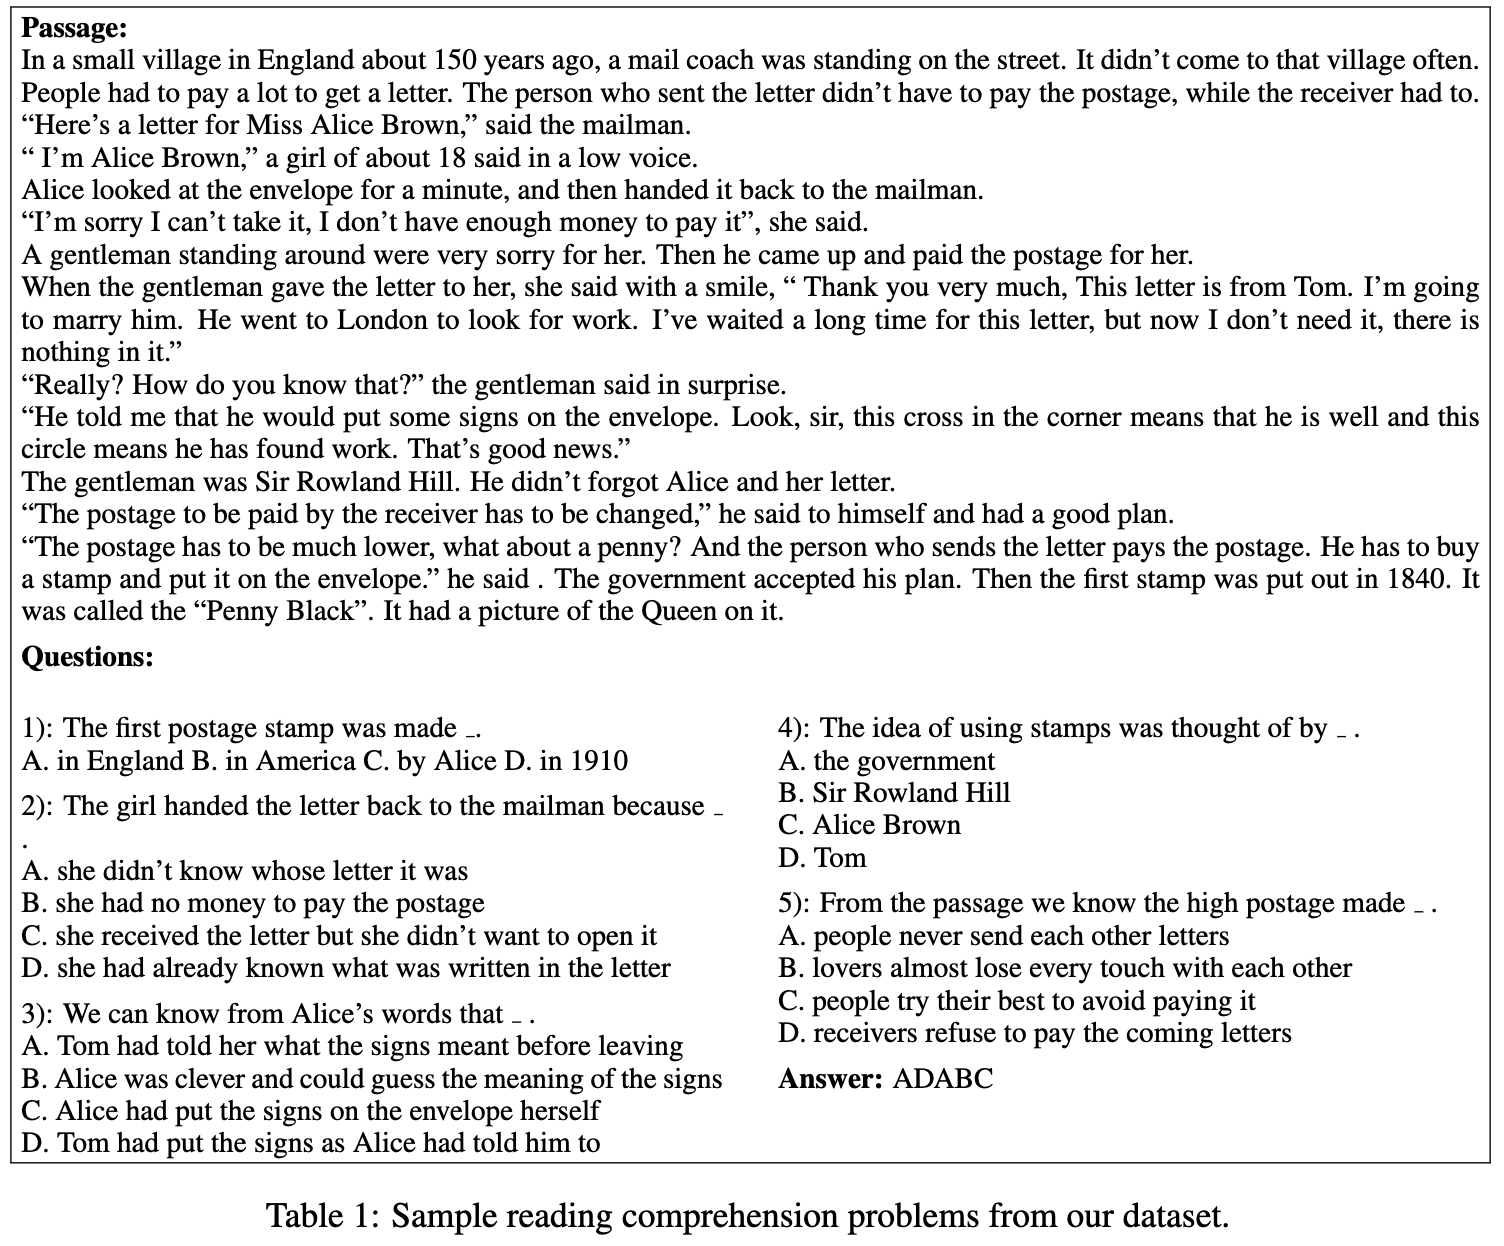 Passage:
In a small village in England about 150 years ago, a mail coach was standing on the street. It didn’t come to that village often.
People had to pay a lot to get a letter. The person who sent the letter didn’t have to pay the postage, while the receiver had to.
“Here’s a letter for Miss Alice Brown,” said the mailman.
“ I’m Alice Brown,” a girl of about 18 said in a low voice.
Alice looked at the envelope for a minute, and then handed it back to the mailman.
“I’m sorry I can’t take it, I don’t have enough money to pay it”, she said.
A gentleman standing around were very sorry for her. Then he came up and paid the postage for her.
When the gentleman gave the letter to her, she said with a smile, “ Thank you very much, This letter is from Tom. I’m going
to marry him. He went to London to look for work. I’ve waited a long time for this letter, but now I don’t need it, there is
nothing in it.”
“Really? How do you know that?” the gentleman said in surprise.
“He told me that he would put some signs on the envelope. Look, sir, this cross in the corner means that he is well and this
circle means he has found work. That’s good news.”
The gentleman was Sir Rowland Hill. He didn’t forgot Alice and her letter.
“The postage to be paid by the receiver has to be changed,” he said to himself and had a good plan.
“The postage has to be much lower, what about a penny? And the person who sends the letter pays the postage. He has to buy
a stamp and put it on the envelope.” he said . The government accepted his plan. Then the first stamp was put out in 1840. It
was called the “Penny Black”. It had a picture of the Queen on it.
Questions:
1): The first postage stamp was made _.
A. in England B. in America C. by Alice D. in 1910
2): The girl handed the letter back to the mailman because _
.
A. she didn’t know whose letter it was
B. she had no money to pay the postage
C. she received the letter but she didn’t want to open it
D. she had already known what was written in the letter
3): We can know from Alice’s words that _ .
A. Tom had told her what the signs meant before leaving
B. Alice was clever and could guess the meaning of the signs
C. Alice had put the signs on the envelope herself
D. Tom had put the signs as Alice had told him to
4): The idea of using stamps was thought of by _ .
A. the government
B. Sir Rowland Hill
C. Alice Brown
D. Tom
5): From the passage we know the high postage made _ .
A. people never send each other letters
B. lovers almost lose every touch with each other
C. people try their best to avoid paying it
D. receivers refuse to pay the coming letters
Answer: ADABC
Table 1: Sample reading comprehension problems from our dataset.